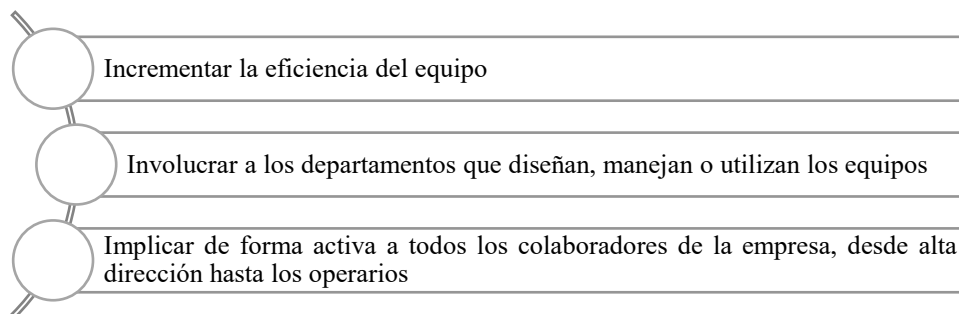 Incrementar la eficiencia del equipo
Involucrar a los departamentos que diseñan, manejan o utilizan los equipos
Implicar de forma activa a todos los colaboradores de la empresa, desde alta
dirección hasta los operarios